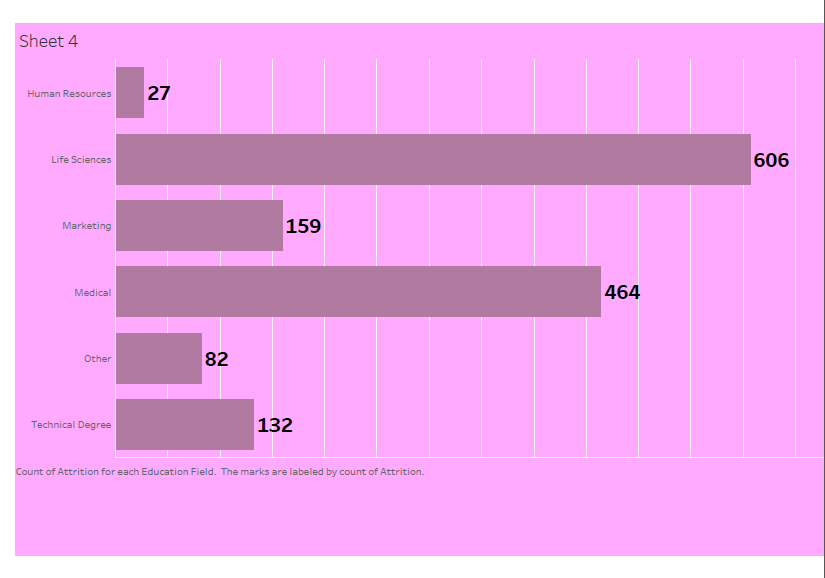 Sheet 4
Human Resources 27
Life Sciences 606
Marketing 159
Medical 464
Other 82
Technical Degree 132
Count of Attrition for each Education Field.  The marks are labeled by count of Attrition.